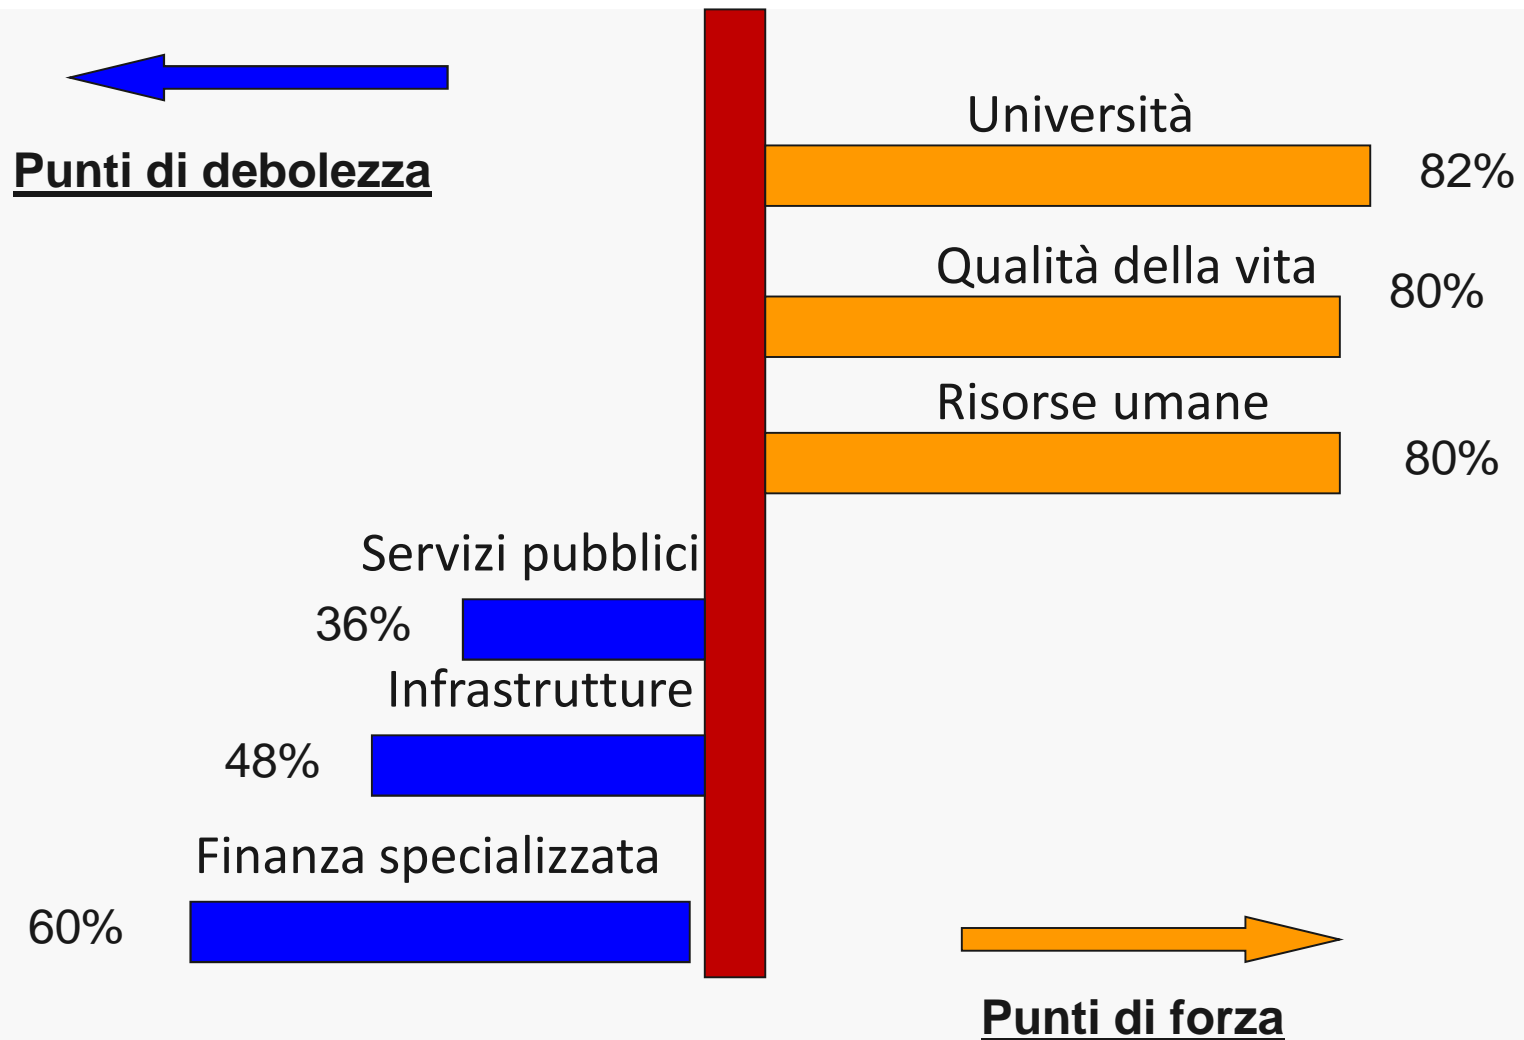 Punti di debolezza
Università
82%
Qualità della vita
80%
Risorse umane
80%
Servizi pubblici
36%
Infrastrutture
48%
Finanza specializzata
60%
Punti di forza